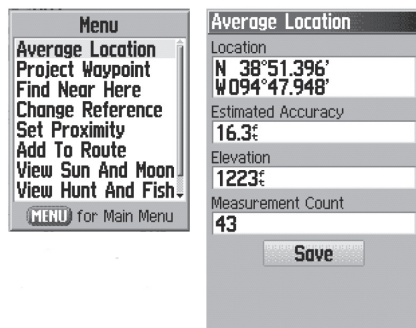 Menu
Average Location
Project Waypoint
Find Near Here
Change Reference
Set Proximity
Add To Route
View Sun And Moon
View Hunt And Fish
MENU for Main Menu
Average Location
Location
N 38°51.396'
W094°47.948'
Estimated Accuracy
16.3ft
Elevation
1223ft
Measurement Count
43
Save